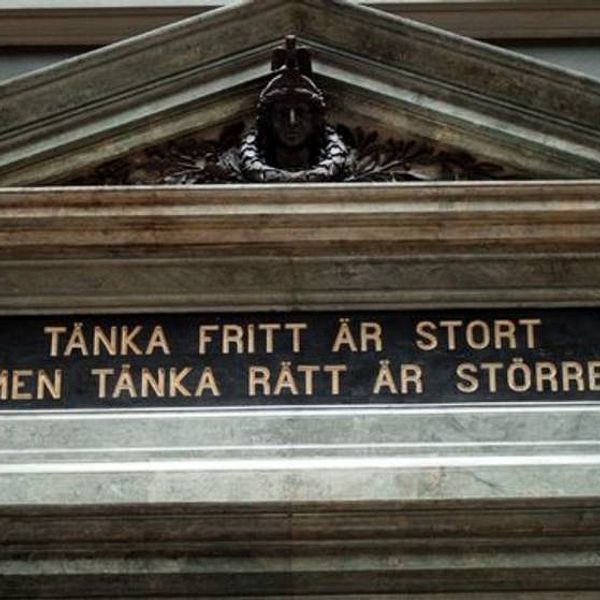 TÄNKA FRITT ÄR STORT
MEN TÄNKA RÄTT ÄR STÖRRE